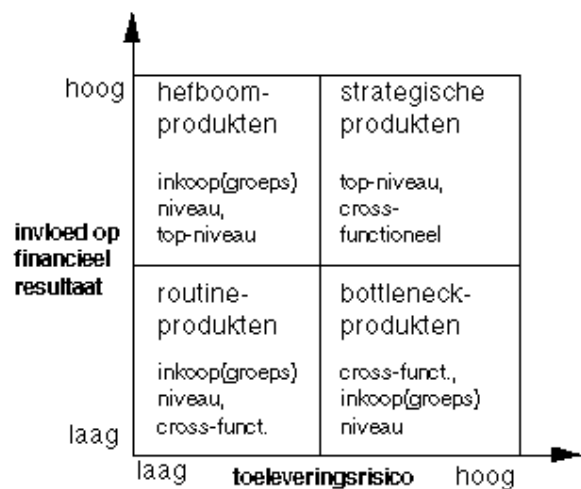 hoog
hefboom-
produkten
inkoop(groeps)
niveau,
top-niveau
strategische
produkten
top-niveau,
cross-
functioneel
invloed op
financieel
resultaat
routine-
produkten
inkoop(groeps)
niveau,
cross-funct.
bottleneck-
produkten
cross-funct.,
inkoop(groeps)
niveau
laag
laag
toeleveringsrisico
hoog